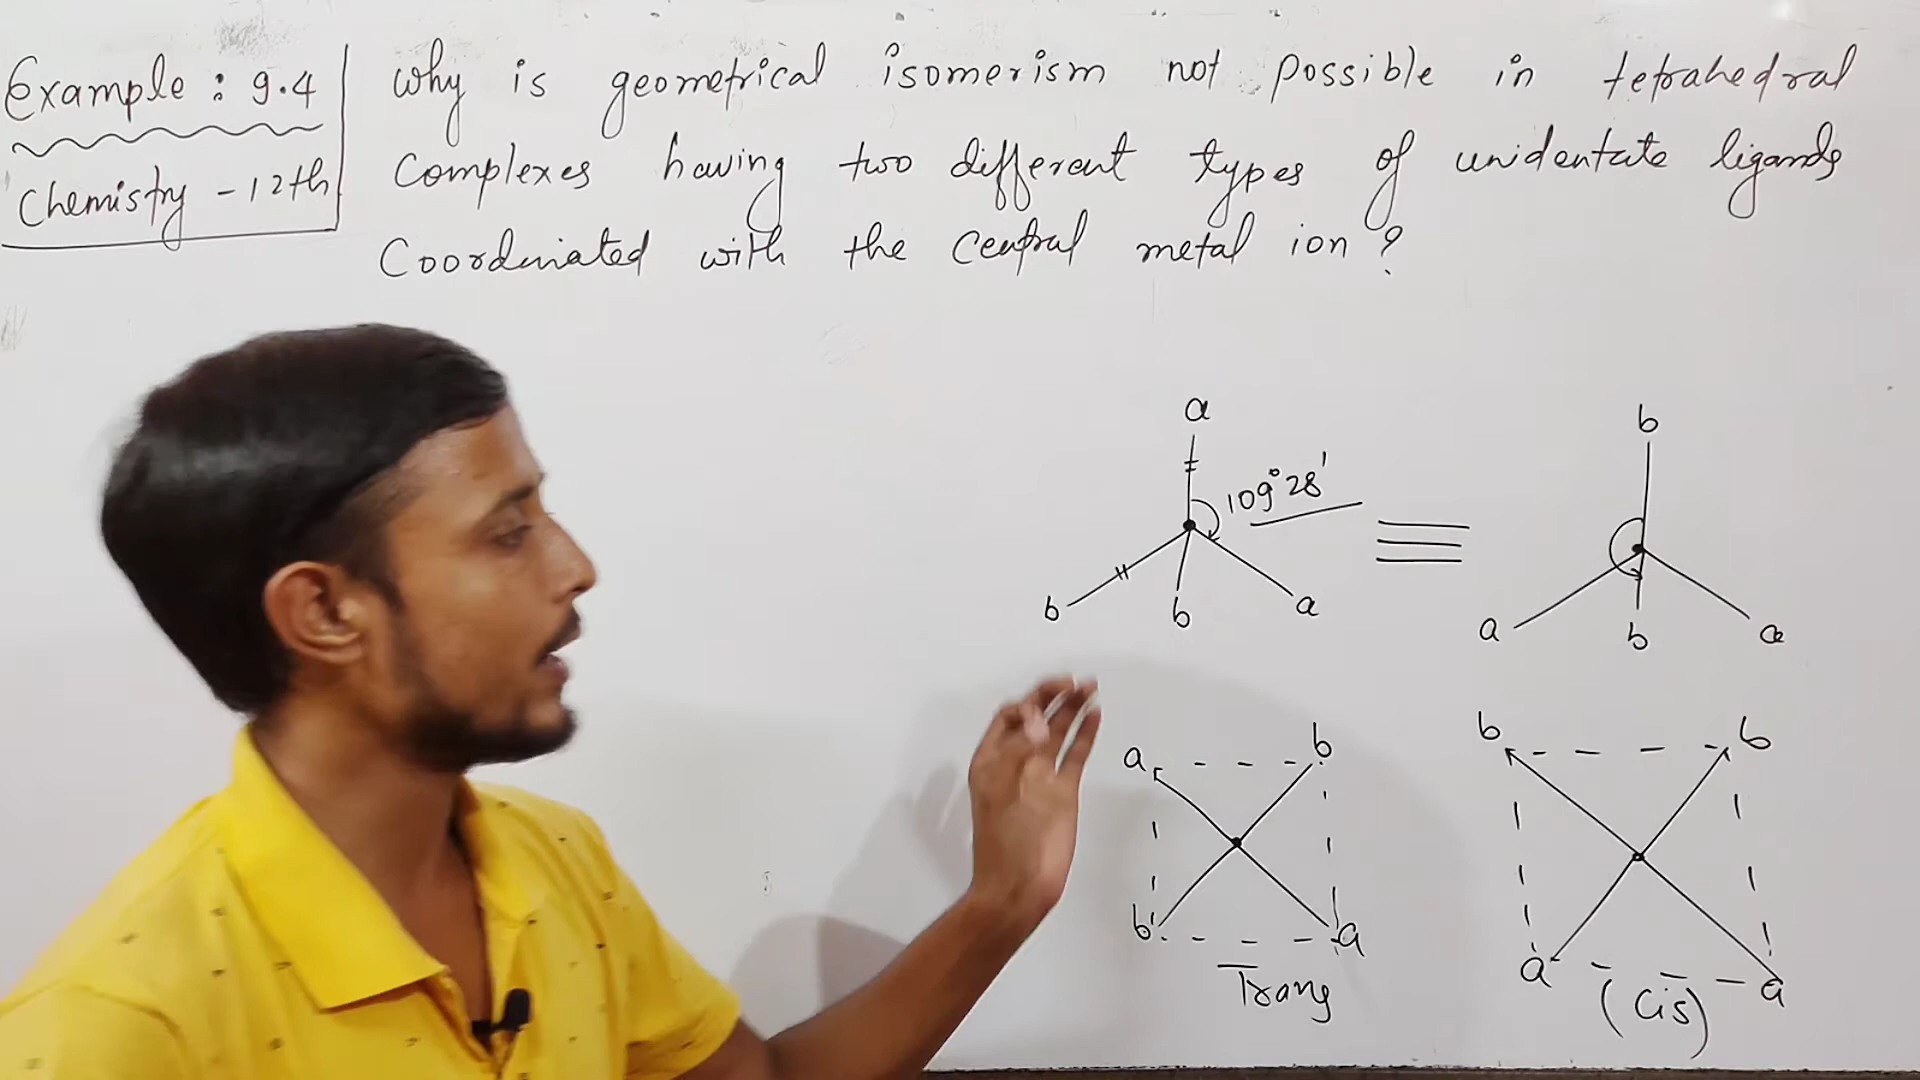 Example : 9.4
Chemistry - 12th
Why is geometrical isomerism not possible in tetrahedral
Complexes having two different types of unidentate ligands
Coordinated with the central metal ion ?
a
109°28'
b
b
a
b
a
b
a
a
b
b
a
Trans
b
b
a
a
(Cis)